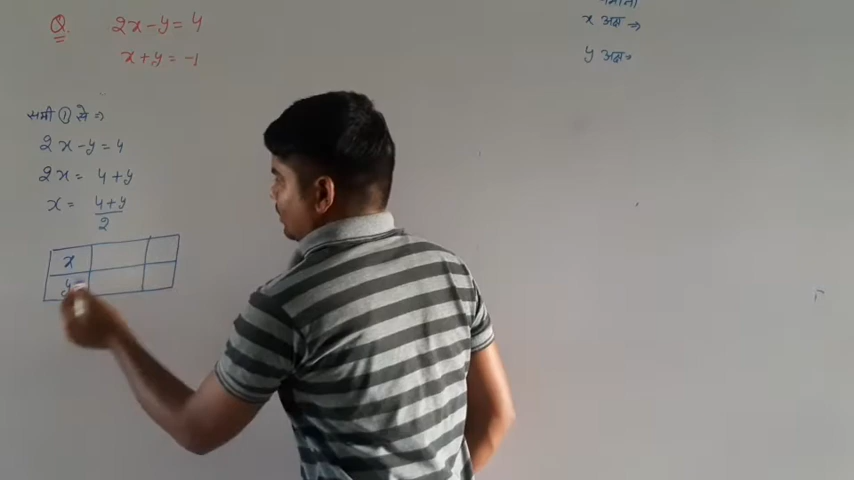 Q. 2x-y=4
x+y=-1
समी ① से ⇒
2x-y=4
2x= 4+y
x= 4+y/2
x
y
x अक्ष ⇒
y अक्ष⇒